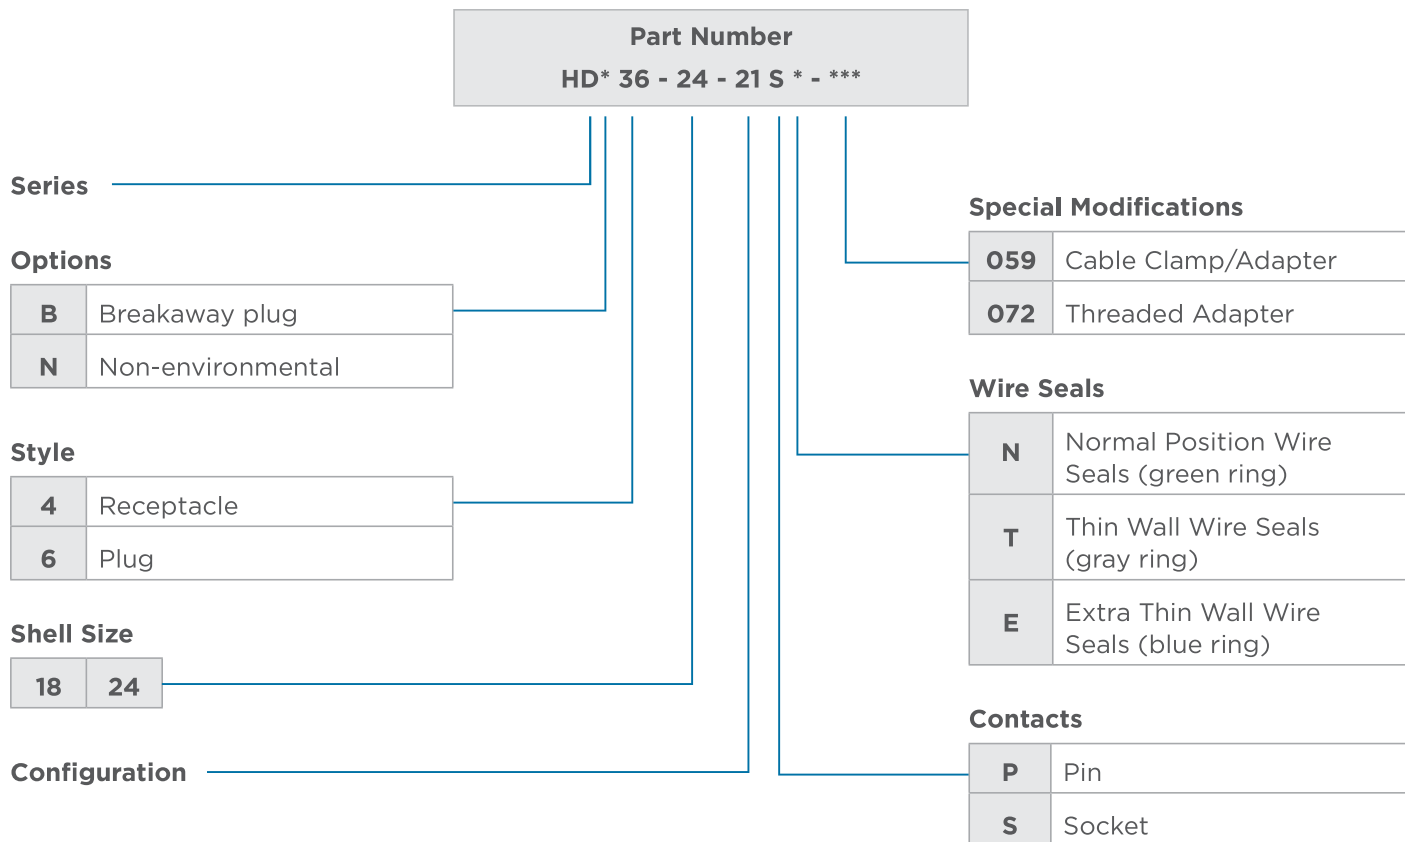 Part Number
HD* 36 - 24 - 21 S * - ***
Series
Options
B Breakaway plug
N Non-environmental
Style
4 Receptacle
6 Plug
Shell Size
18 24
Configuration
Special Modifications
059 Cable Clamp/Adapter
072 Threaded Adapter
Wire Seals
N Normal Position Wire
Seals (green ring)
T Thin Wall Wire Seals
(gray ring)
E Extra Thin Wall Wire
Seals (blue ring)
Contacts
P Pin
S Socket